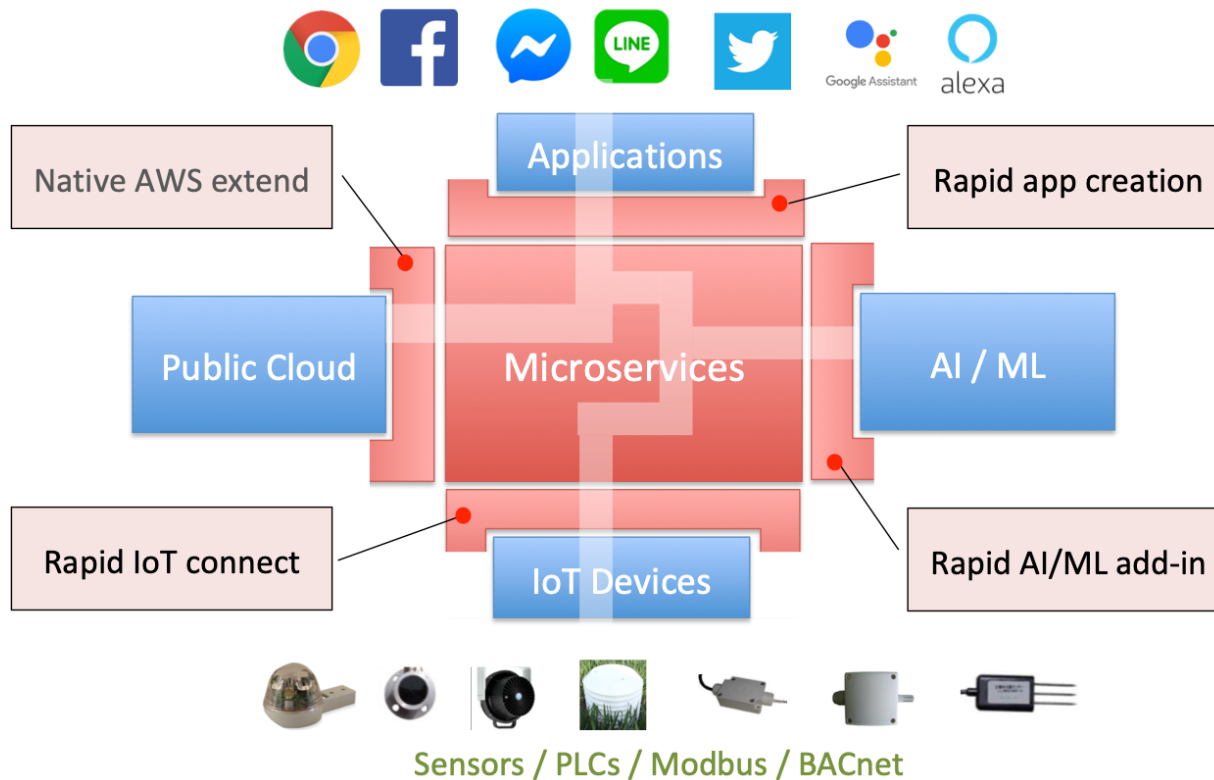 LINE
Google Assistant
alexa
Applications
Native AWS extend
Rapid app creation
Public Cloud
Microservices
AI / ML
Rapid IoT connect
IoT Devices
Rapid AI/ML add-in
Sensors / PLCs / Modbus / BACnet